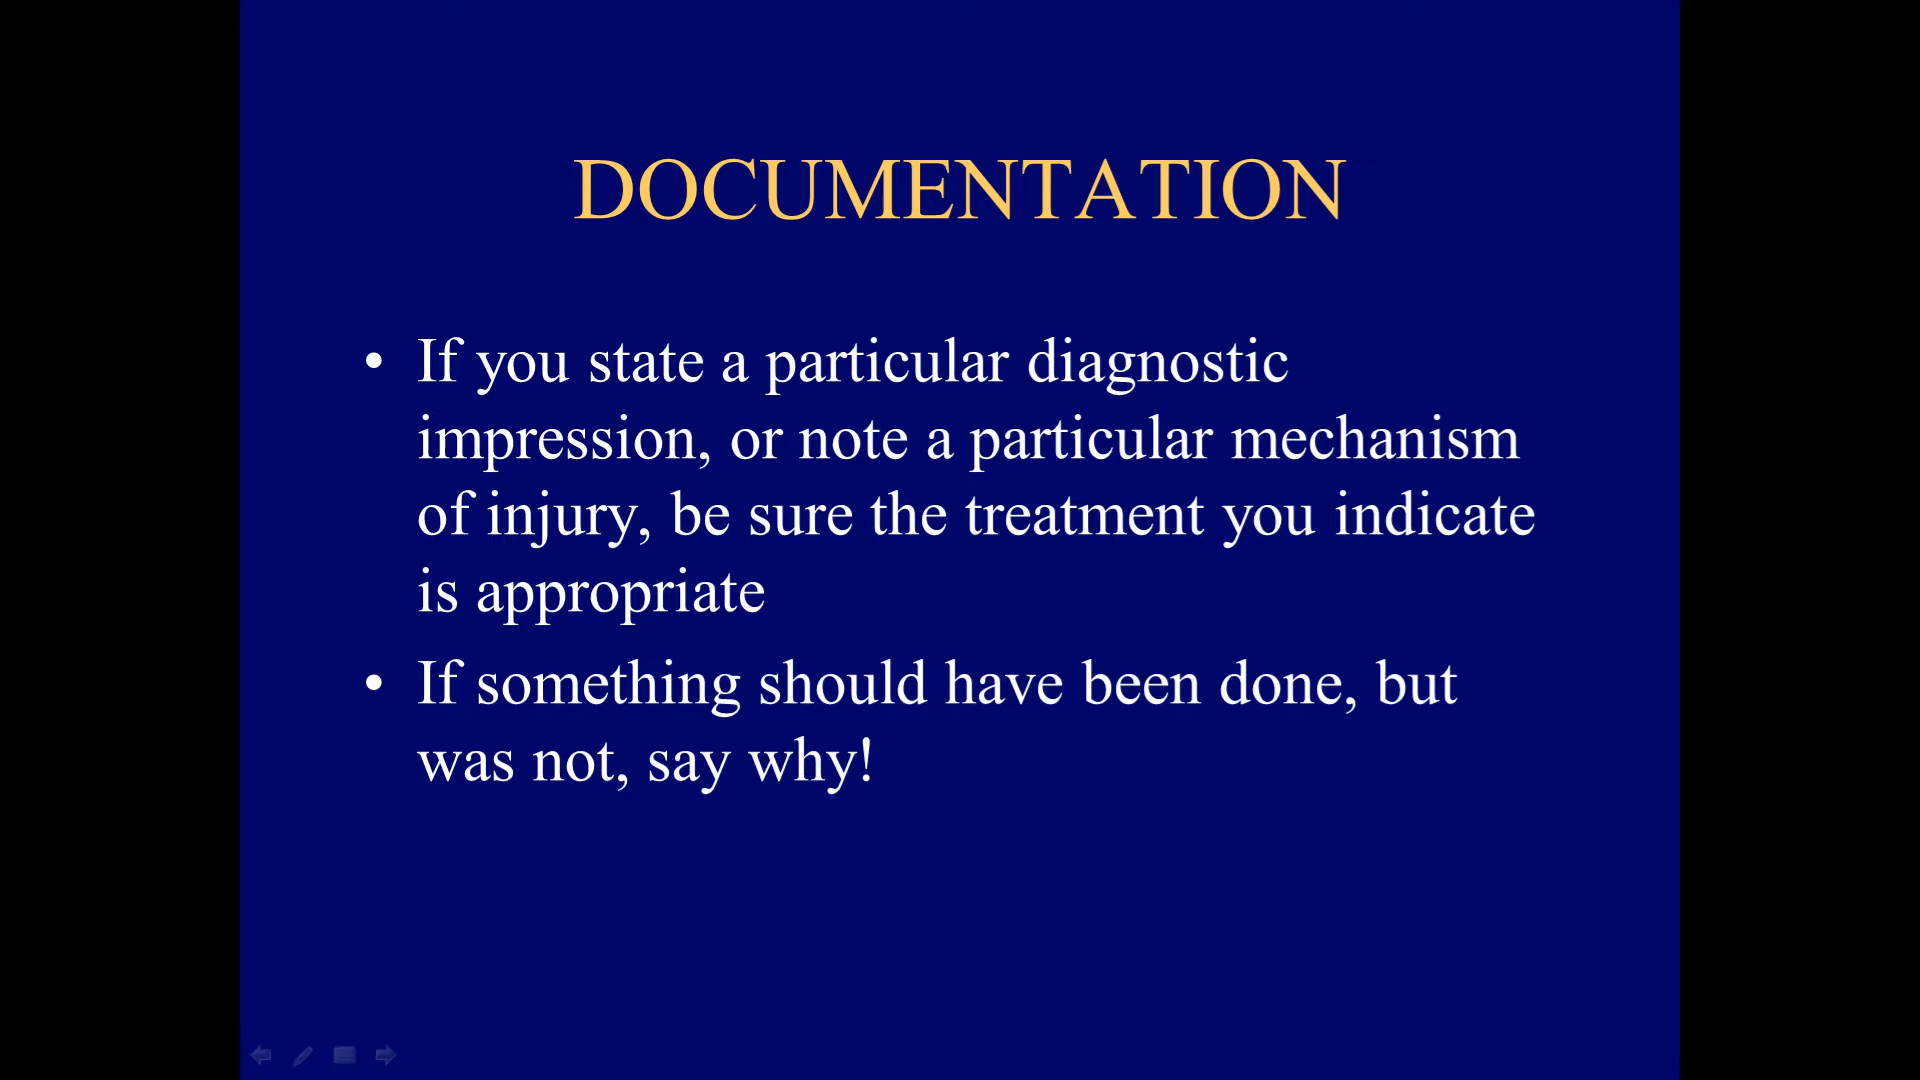 DOCUMENTATION
• If you state a particular diagnostic
impression, or note a particular mechanism
of injury, be sure the treatment you indicate
is appropriate
• If something should have been done, but
was not, say why!